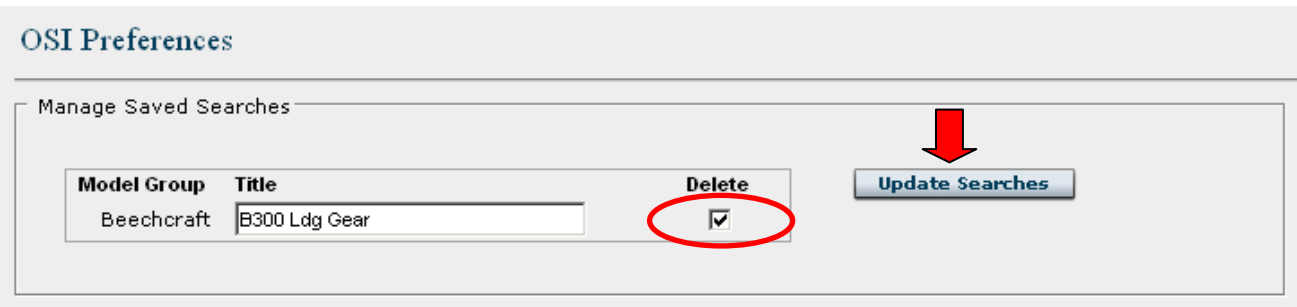 OSI Preferences
Manage Saved Searches
Model Group Title Delete
Update Searches
Beechcraft B300 Ldg Gear